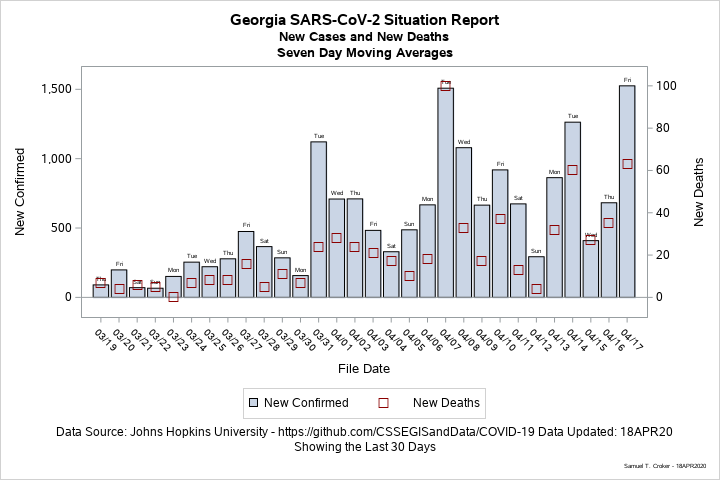 Georgia SARS-CoV-2 Situation Report
New Cases and New Deaths
Seven Day Moving Averages
New Confirmed
1,500
1,000
500
0
Thu
Fri
Sat
Sun
Mon
Tue
Wed
Thu
Fri
Sat
Sun
Mon
Tue
Wed
Thu
Fri
Sat
Sun
Mon
Tue
Wed
Thu
Fri
Sat
Sun
Mon
Tue
Wed
Thu
Fri
100
80
60
40
20
0
New Deaths
03/19
03/20
03/21
03/22
03/23
03/24
03/25
03/26
03/27
03/28
03/29
03/30
03/31
04/01
04/02
04/03
04/04
04/05
04/06
04/07
04/08
04/09
04/10
04/11
04/12
04/13
04/14
04/15
04/16
04/17
File Date
New Confirmed New Deaths
Data Source: Johns Hopkins University - https://github.com/CSSEGISandData/COVID-19 Data Updated: 18APR20
Showing the Last 30 Days
Samuel T. Croker - 18APR2020